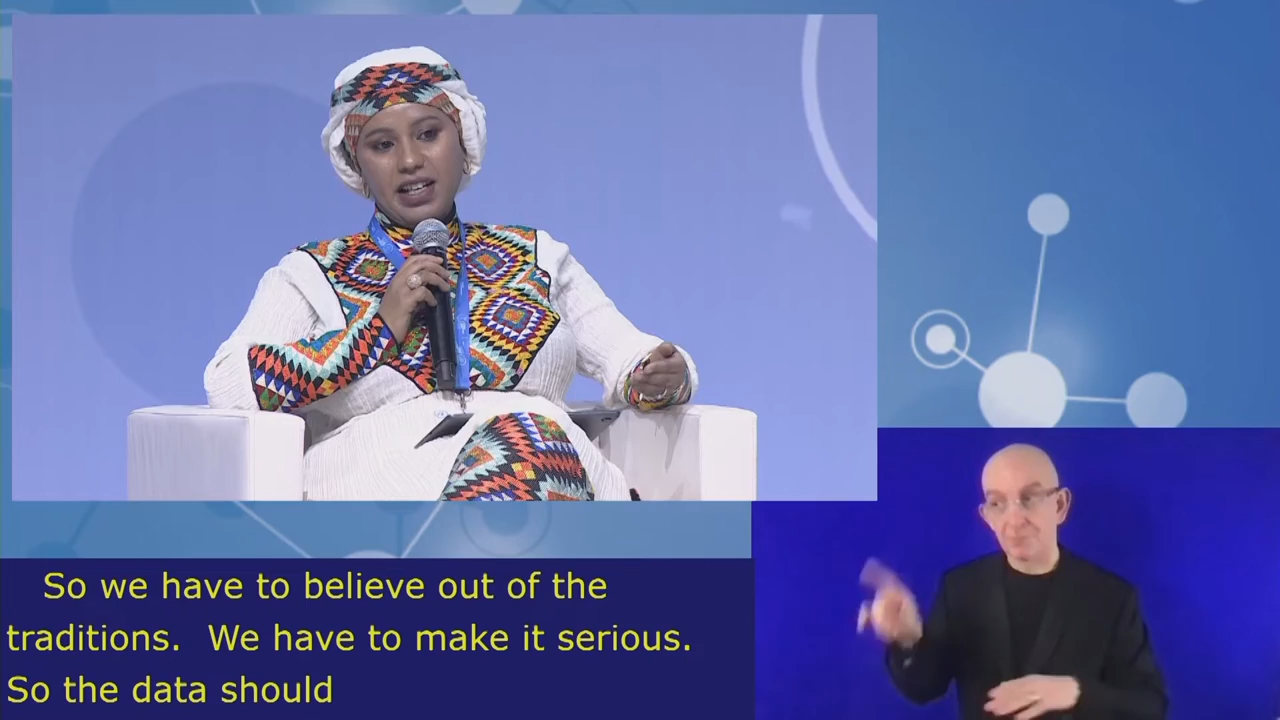 So we have to believe out of the
traditions.  We have to make it serious.
So the data should